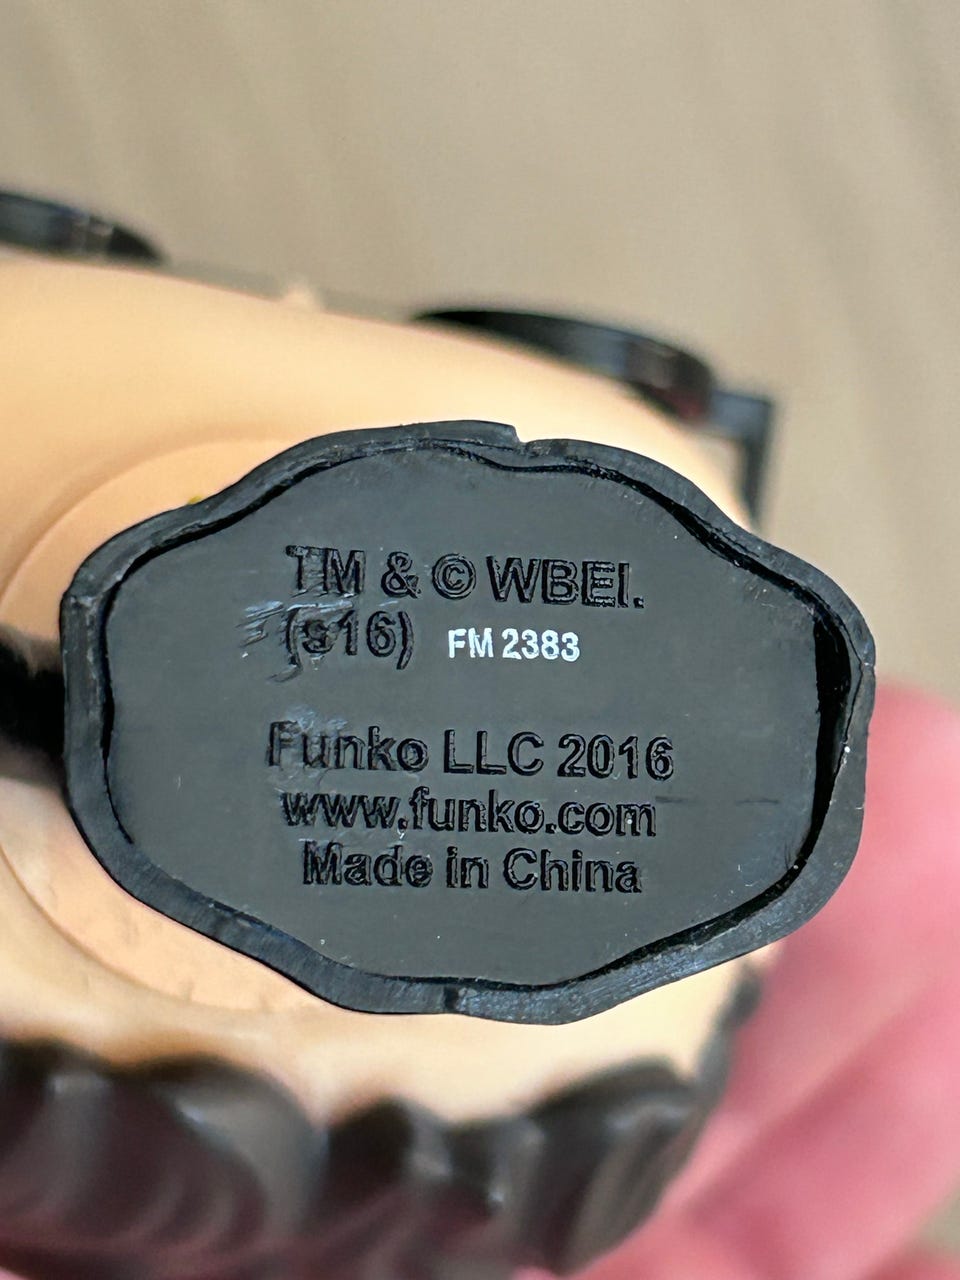 TM & © WBEI.
(s16) FM 2383
Funko LLC 2016
www.funko.com
Made in China